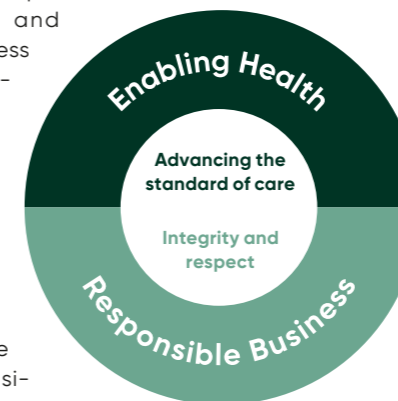 and
ess
-
Enabling Health
Advancing the
standard of care
Integrity and
respect
Responsible Business
e
si-